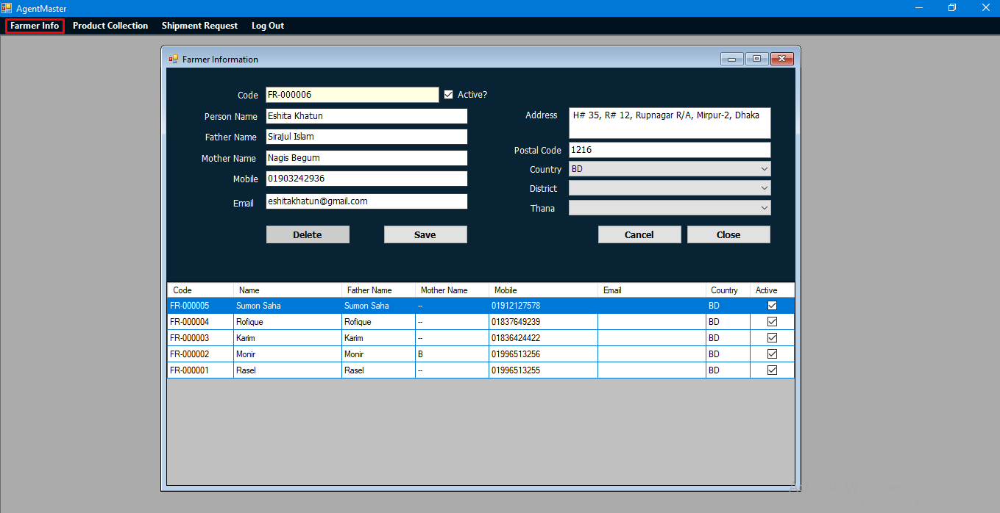 AgentMaster
Farmer Info Product Collection Shipment Request Log Out
Farmer Information
Code FR-000006 Active?
Person Name Eshita Khatun
Father Name Sirajul Islam
Mother Name Nagis Begum
Mobile 01903242936
Email eshitakhatun@gmail.com
Address H# 35, R# 12, Rupnagar R/A, Mirpur-2, Dhaka
Postal Code 1216
Country BD
District
Thana
Delete Save Cancel Close
Code Name Father Name Mother Name Mobile Email Country Active
FR-000005 Sumon Saha Sumon Saha -- 01912127578 BD
FR-000004 Rofique Rofique -- 01837649239 BD
FR-000003 Karim Karim -- 01836424422 BD
FR-000002 Monir Monir B 01996513256 BD
FR-000001 Rasel Rasel -- 01996513255 BD